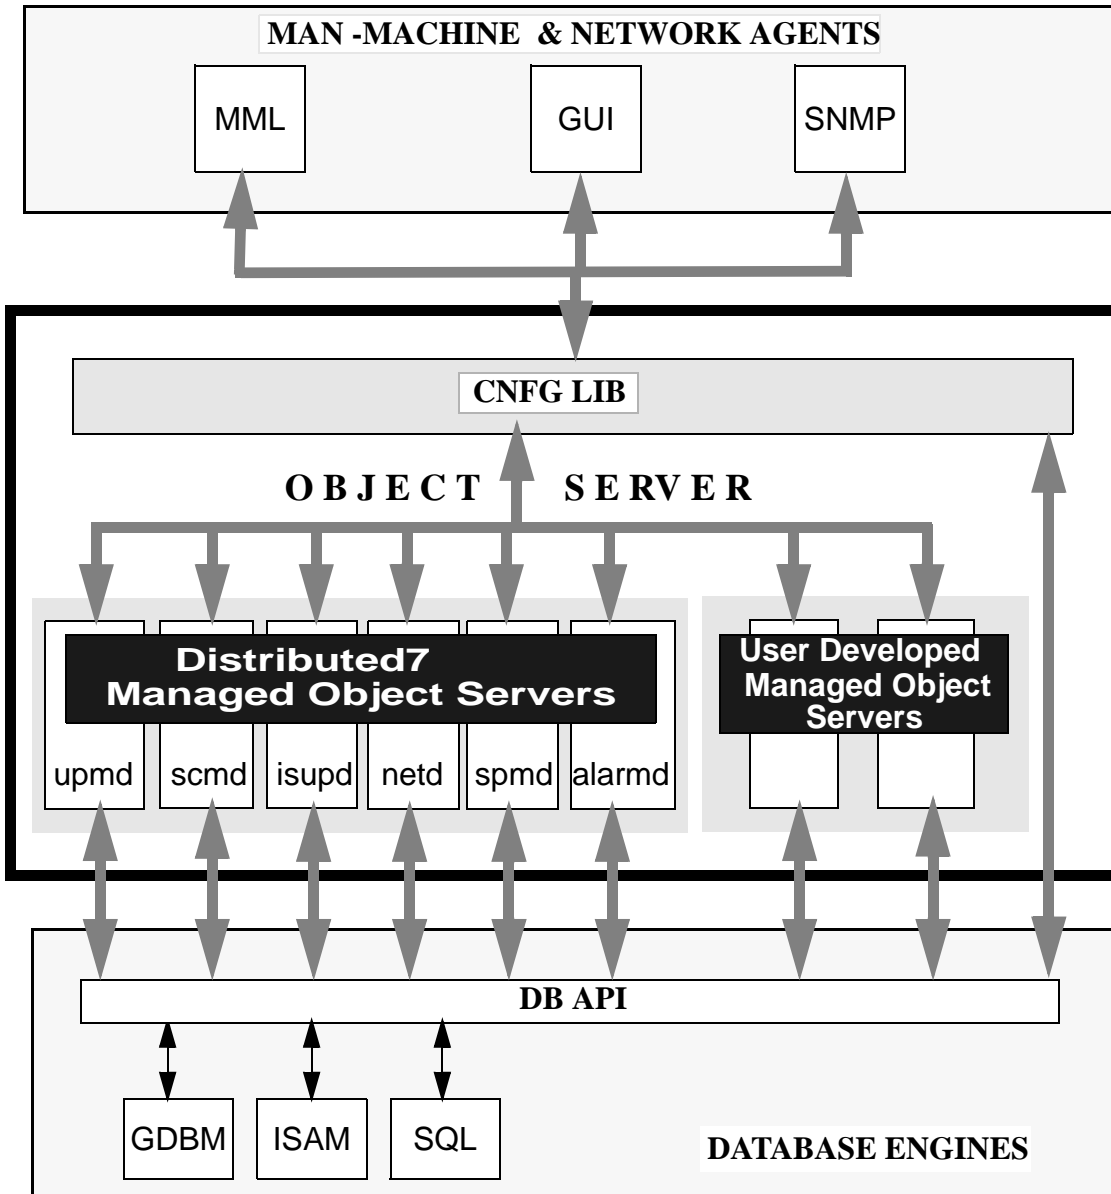 MAN -MACHINE & NETWORK AGENTS
MML
GUI
SNMP
CNFG LIB
O B J E C T S E R V E R
Distributed7
Managed Object Servers
User Developed
Managed Object
Servers
upmd
scmd
isupd
netd
spmd
alarmd
DB API
GDBM
ISAM
SQL
DATABASE ENGINES